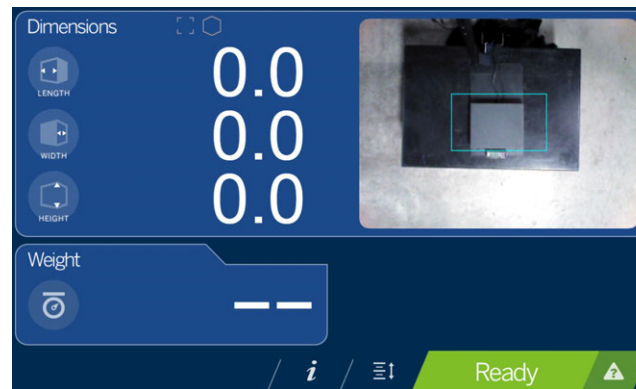 Dimensions
LENGTH
0.0
WIDTH
0.0
HEIGHT
0.0
Weight
— —
i
Ready
?